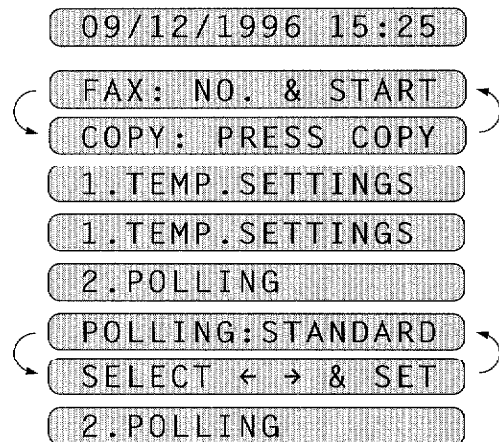 09/12/1996 15:25
FAX: NO. & START
COPY: PRESS COPY
1.TEMP.SETTINGS
1.TEMP.SETTINGS
2.POLLING
POLLING:STANDARD
SELECT ← → & SET
2.POLLING